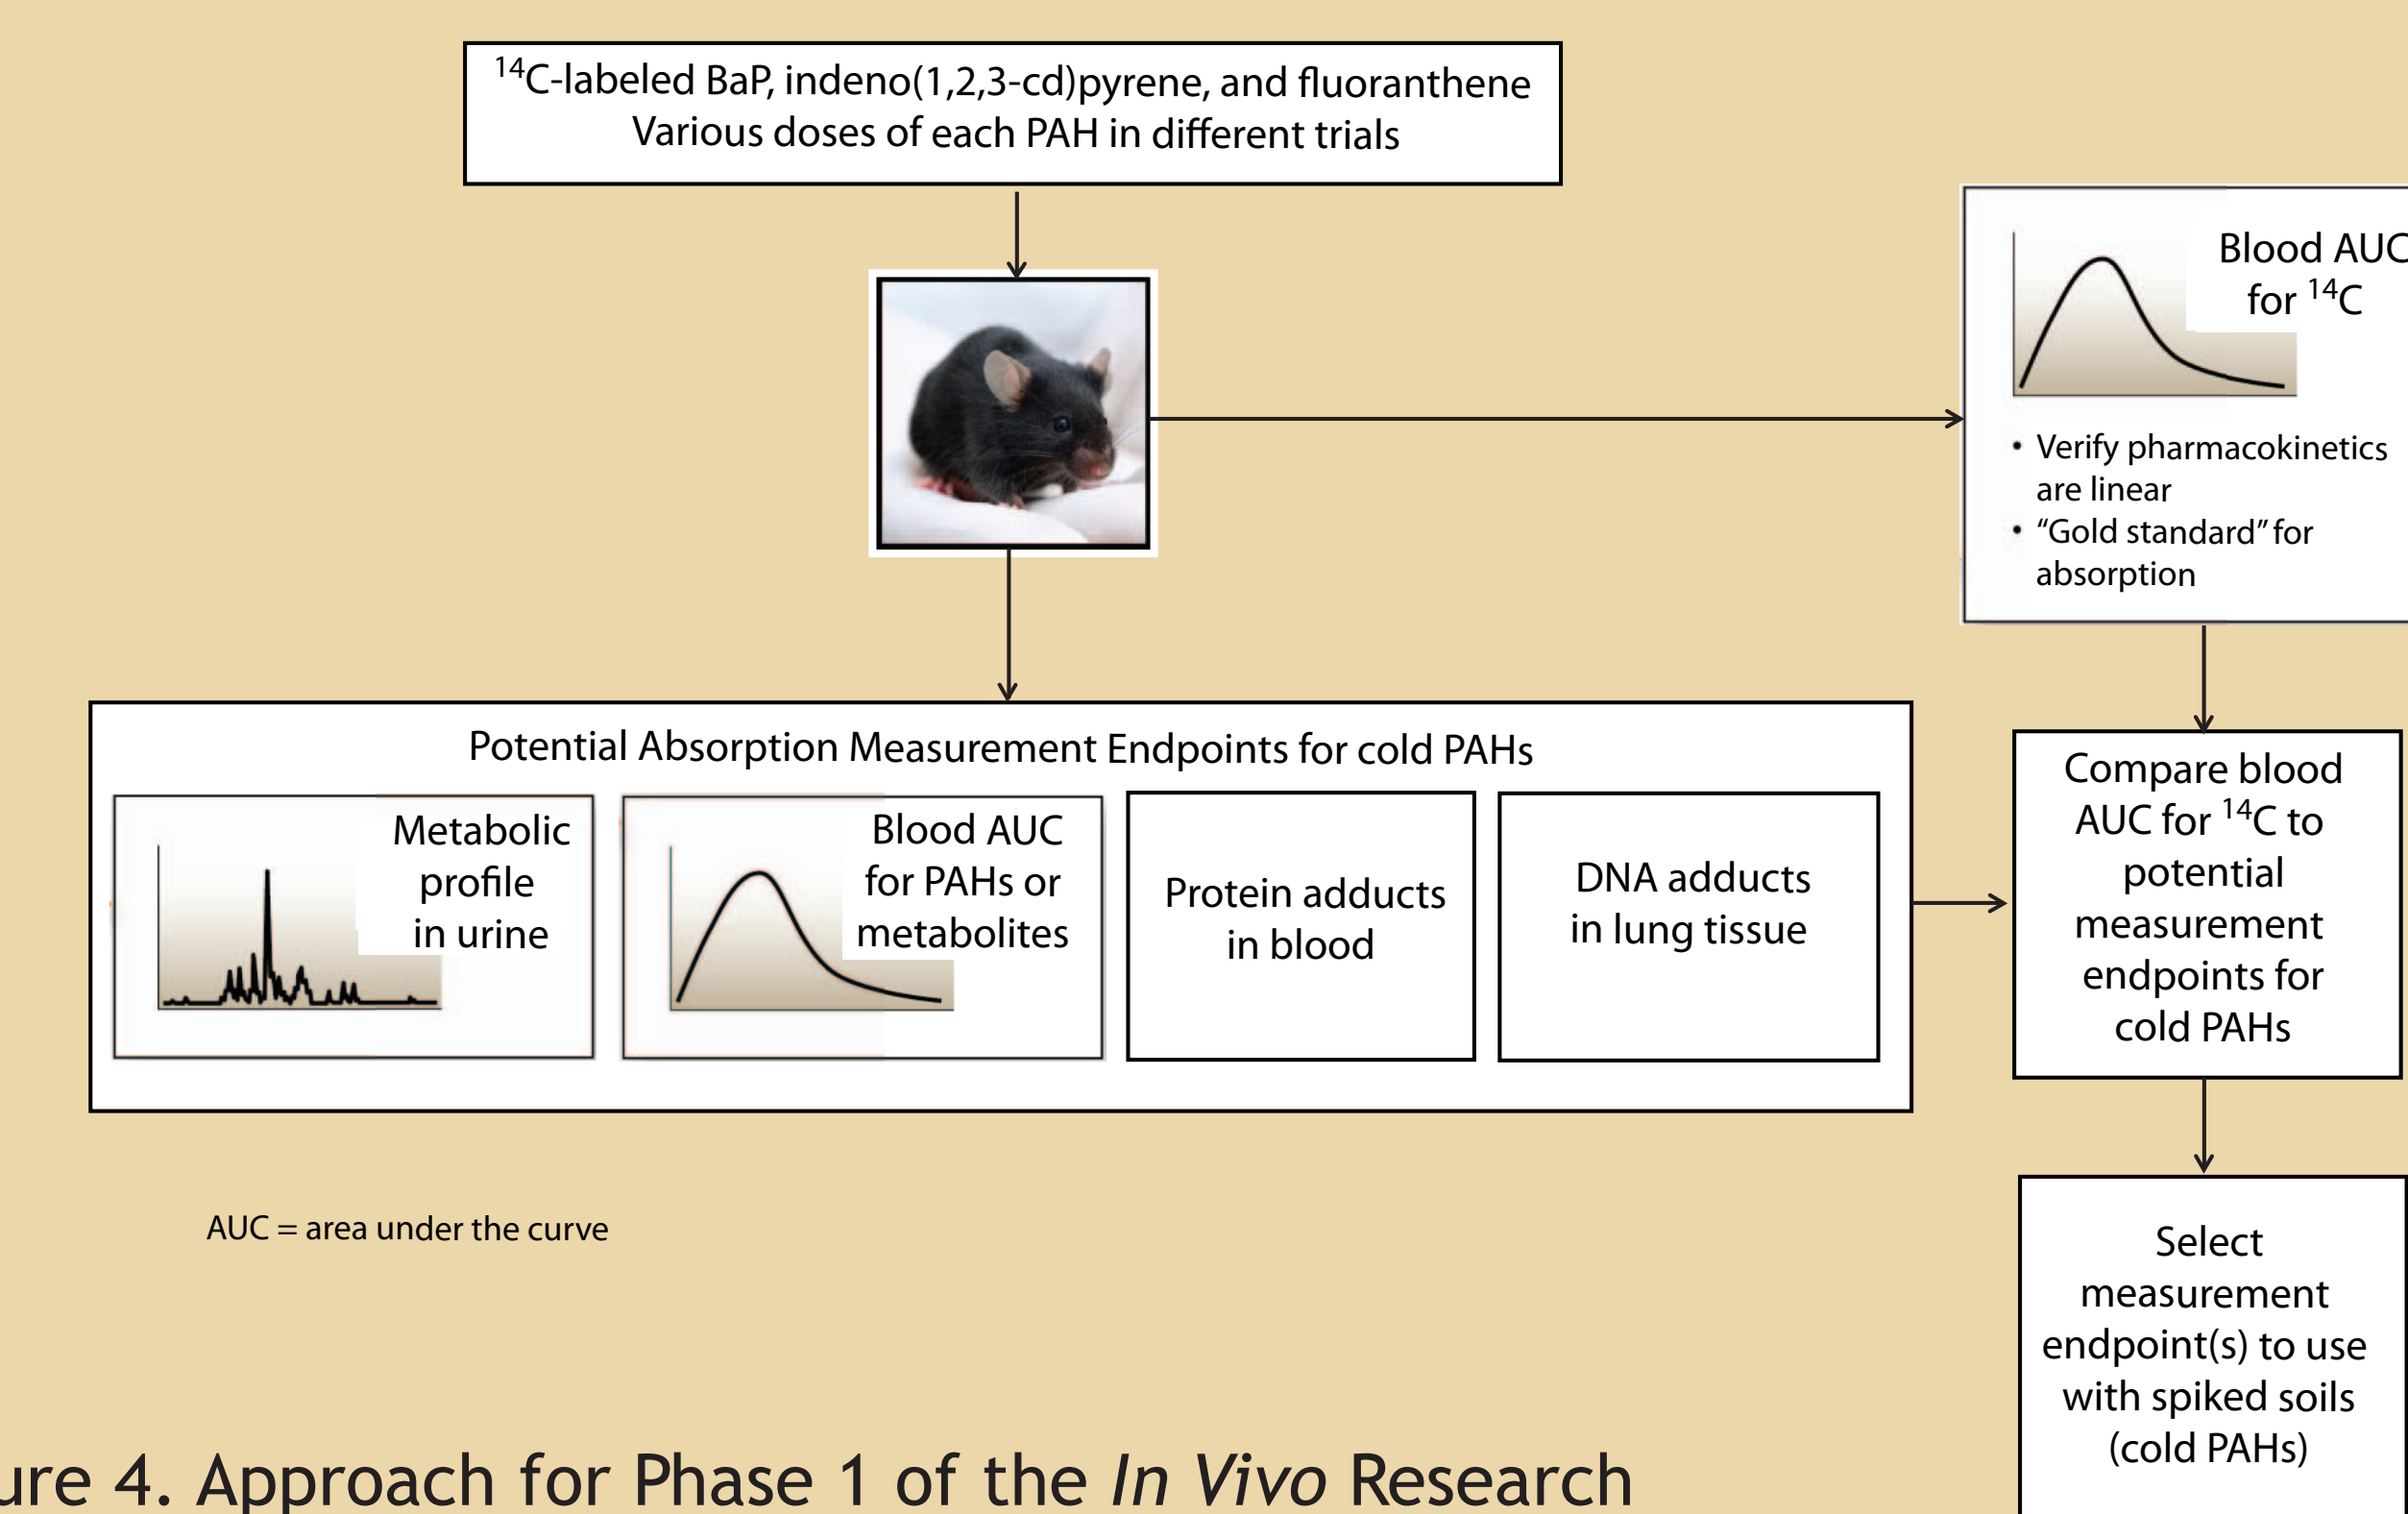 ¹⁴C-labeled BaP, indeno(1,2,3-cd)pyrene, and fluoranthene
Various doses of each PAH in different trials
Blood AUC
for ¹⁴C
• Verify pharmacokinetics
are linear
• “Gold standard” for
absorption
Potential Absorption Measurement Endpoints for cold PAHs
Metabolic
profile
in urine
Blood AUC
for PAHs or
metabolites
Protein adducts
in blood
DNA adducts
in lung tissue
Compare blood
AUC for ¹⁴C to
potential
measurement
endpoints for
cold PAHs
AUC = area under the curve
Select
measurement
endpoint(s) to use
with spiked soils
(cold PAHs)
ure 4. Approach for Phase 1 of the In Vivo Research